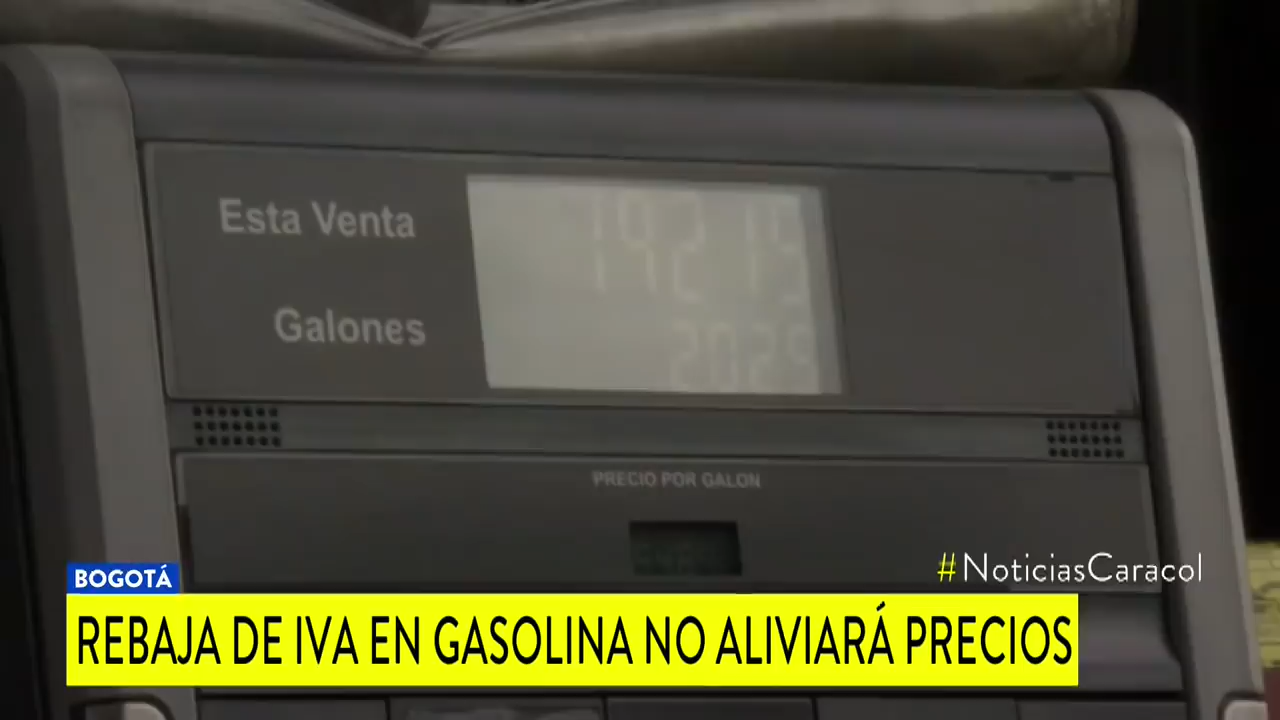 Esta Venta
Galones
PRECIO POR GALON
#NoticiasCaracol
BOGOTÁ
REBAJA DE IVA EN GASOLINA NO ALIVIARÁ PRECIOS